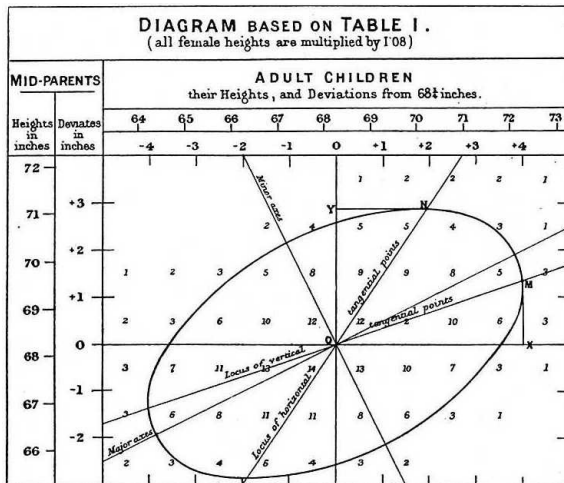 DIAGRAM BASED ON TABLE I.
(all female heights are multiplied by 1'08)
MID-PARENTS
ADULT CHILDREN
their Heights, and Deviations from 68¼ inches.
Heights in inches
Deviates in inches
64 65 66 67 68 69 70 71 72 73
-4 -3 -2 -1 0 +1 +2 +3 +4
72
1 2 2 2 1
+3
71
Y N
2 4 5 5 4 3 1
+2
70
1 2 3 5 8 9 9 8 5 3
M
+1
69
2 3 6 10 12 12 2 10 6 3
0
O X
68
3 7 11 13 14 13 10 7 3 1
-1
67
3 6 8 11 11 8 6 3 1
-2
66
2 3 4 6 4 3 2
Minor axes
tangential points
tangential points
Locus of vertical
Major axes
Locus of horizontal